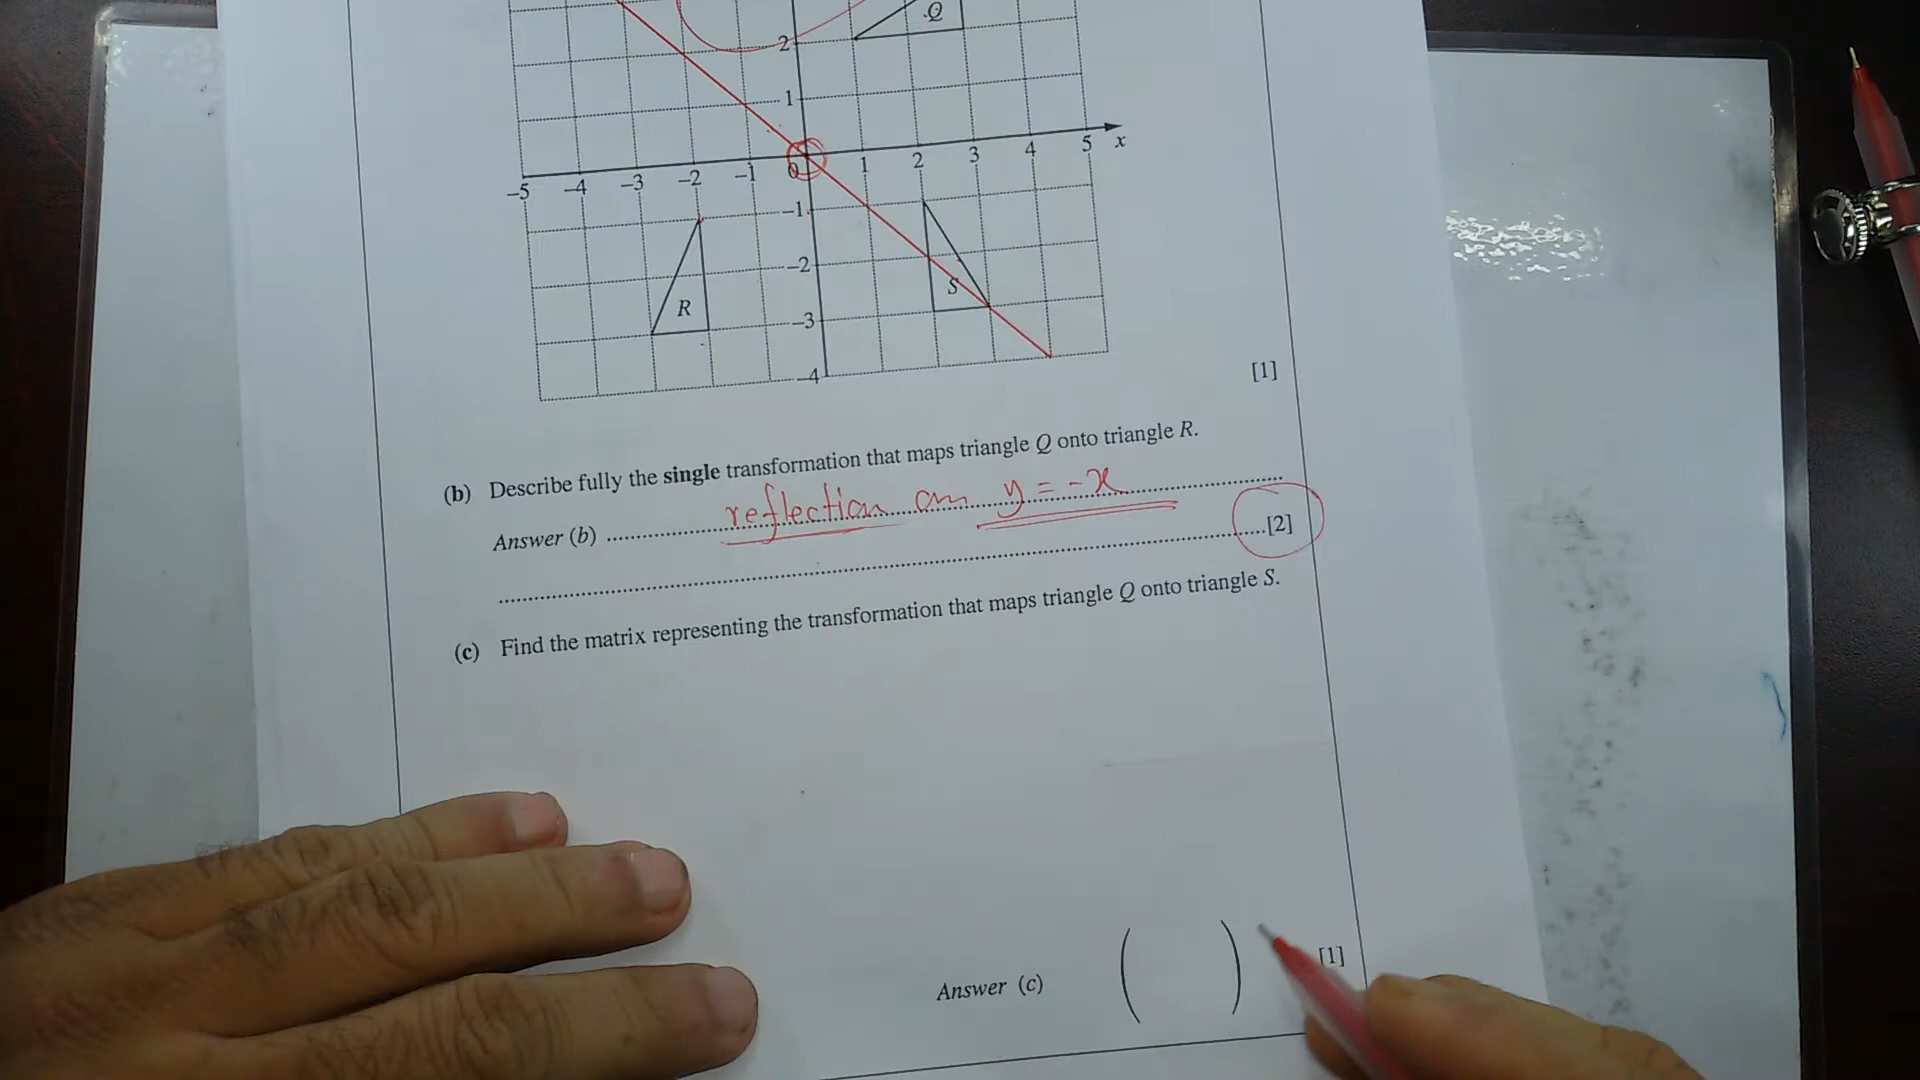 Q
2
1
-5 -4 -3 -2 -1 0 1 2 3 4 5 x
-1
-2
R S
-3
-4
[1]
(b) Describe fully the single transformation that maps triangle Q onto triangle R.
Answer (b) reflection on y = -x
[2]
(c) Find the matrix representing the transformation that maps triangle Q onto triangle S.
Answer (c) ( ) [1]